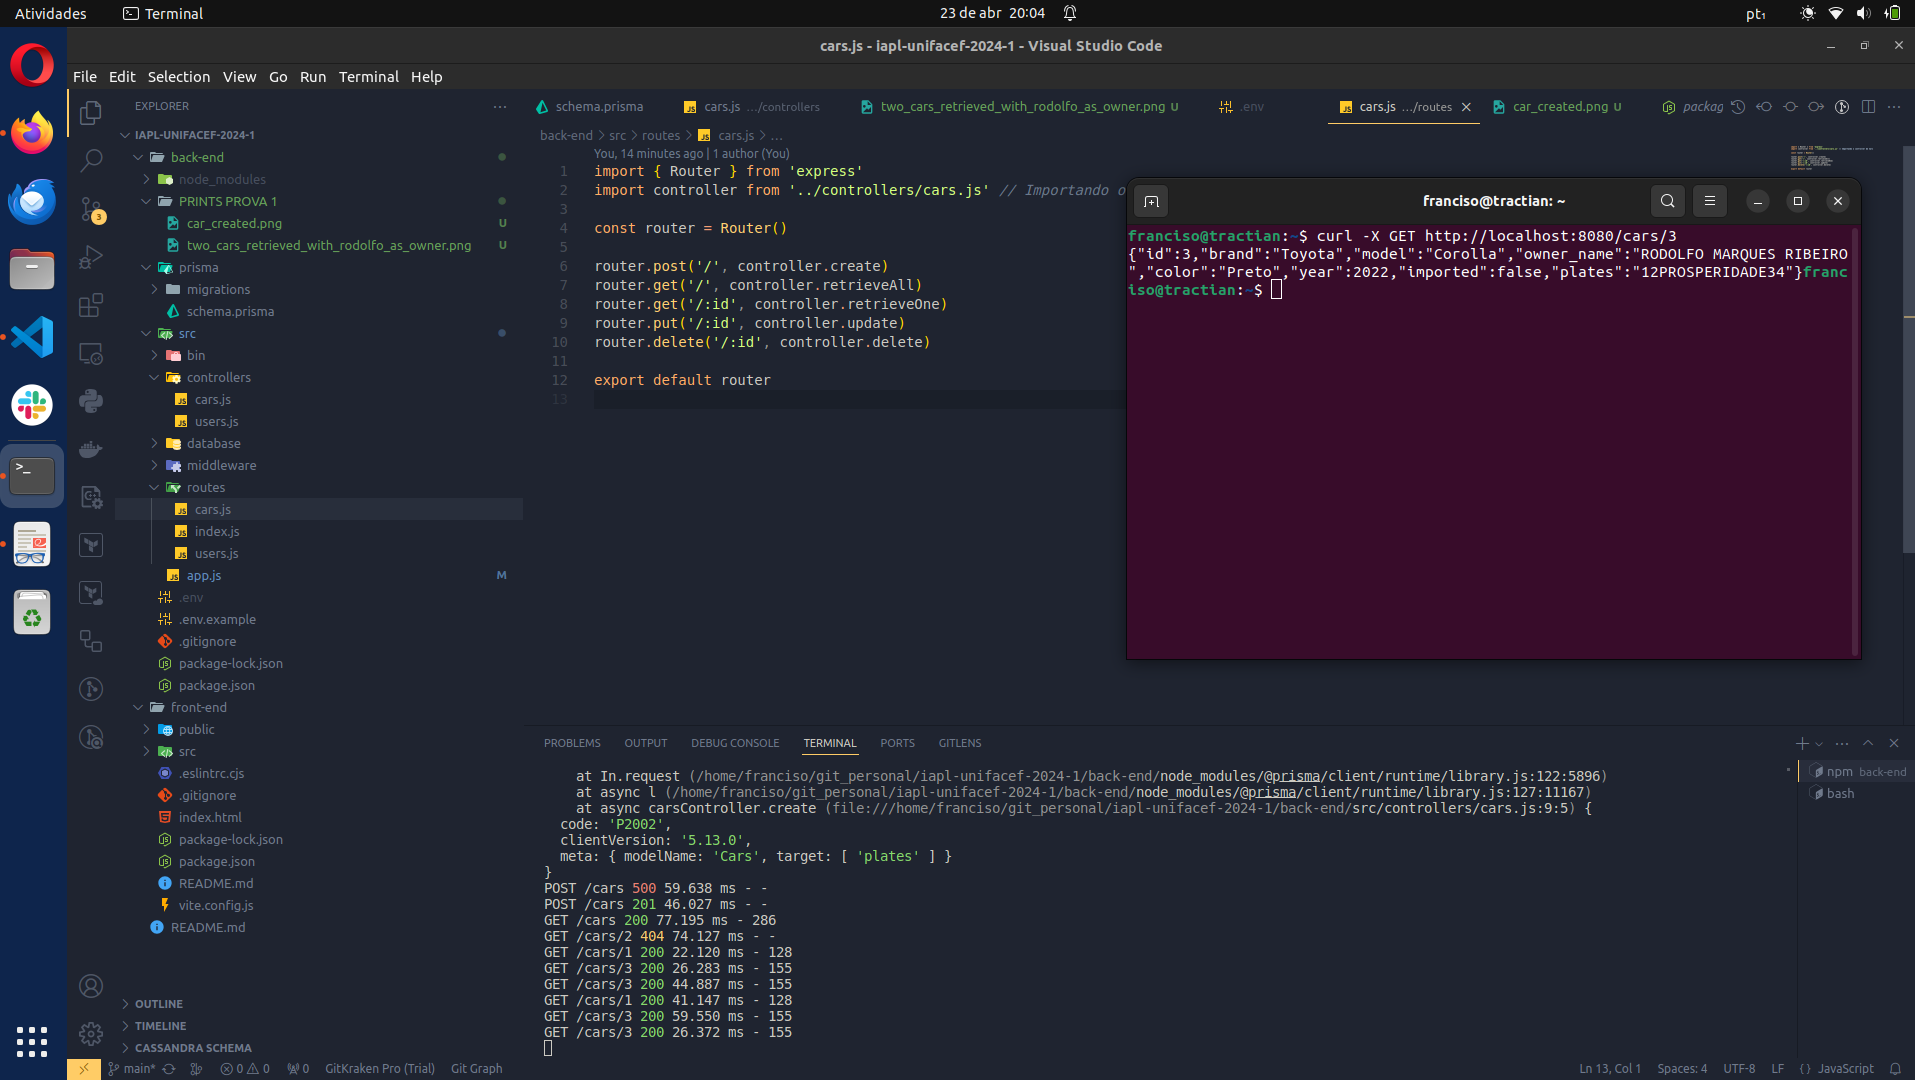 Atividades
Terminal
23 de abr 20:04
pt₁
cars.js - iapl-unifacef-2024-1 - Visual Studio Code
File Edit Selection View Go Run Terminal Help
EXPLORER
IAPL-UNIFACEF-2024-1
back-end
node_modules
PRINTS PROVA 1
car_created.png U
two_cars_retrieved_with_rodolfo_as_owner.png U
prisma
migrations
schema.prisma
src
bin
controllers
cars.js
users.js
database
middleware
routes
cars.js
index.js
users.js
app.js M
.env
.env.example
.gitignore
package-lock.json
package.json
front-end
public
src
.eslintrc.cjs
.gitignore
index.html
package-lock.json
package.json
README.md
vite.config.js
README.md
OUTLINE
TIMELINE
CASSANDRA SCHEMA
3
schema.prisma
cars.js .../controllers
two_cars_retrieved_with_rodolfo_as_owner.png U
.env
cars.js .../routes
car_created.png U
packag
back-end > src > routes > cars.js > ...
You, 14 minutes ago | 1 author (You)
1 import { Router } from 'express'
2 import controller from '../controllers/cars.js' // Importando o
3
4 const router = Router()
5
6 router.post('/', controller.create)
7 router.get('/', controller.retrieveAll)
8 router.get('/:id', controller.retrieveOne)
9 router.put('/:id', controller.update)
10 router.delete('/:id', controller.delete)
11
12 export default router
13
franciso@tractian: ~
franciso@tractian:~$ curl -X GET http://localhost:8080/cars/3
{"id":3,"brand":"Toyota","model":"Corolla","owner_name":"RODOLFO MARQUES RIBEIRO
","color":"Preto","year":2022,"imported":false,"plates":"12PROSPERIDADE34"}franc
iso@tractian:~$
PROBLEMS OUTPUT DEBUG CONSOLE TERMINAL PORTS GITLENS
at In.request (/home/franciso/git_personal/iapl-unifacef-2024-1/back-end/node_modules/@prisma/client/runtime/library.js:122:5896)
at async l (/home/franciso/git_personal/iapl-unifacef-2024-1/back-end/node_modules/@prisma/client/runtime/library.js:127:11167)
at async carsController.create (file:///home/franciso/git_personal/iapl-unifacef-2024-1/back-end/src/controllers/cars.js:9:5) {
code: 'P2002',
clientVersion: '5.13.0',
meta: { modelName: 'Cars', target: [ 'plates' ] }
}
POST /cars 500 59.638 ms - -
POST /cars 201 46.027 ms - -
GET /cars 200 77.195 ms - 286
GET /cars/2 404 74.127 ms - -
GET /cars/1 200 22.120 ms - 128
GET /cars/3 200 26.283 ms - 155
GET /cars/3 200 44.887 ms - 155
GET /cars/1 200 41.147 ms - 128
GET /cars/3 200 59.550 ms - 155
GET /cars/3 200 26.372 ms - 155
npm back-end
bash
main* 0 0 0 GitKraken Pro (Trial) Git Graph
Ln 13, Col 1 Spaces: 4 UTF-8 LF {} JavaScript